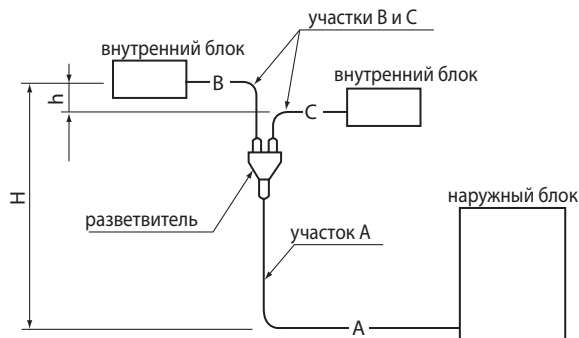 участки В и С
внутренний блок
В
внутренний блок
h
С
H
разветвитель
наружный блок
участок А
А